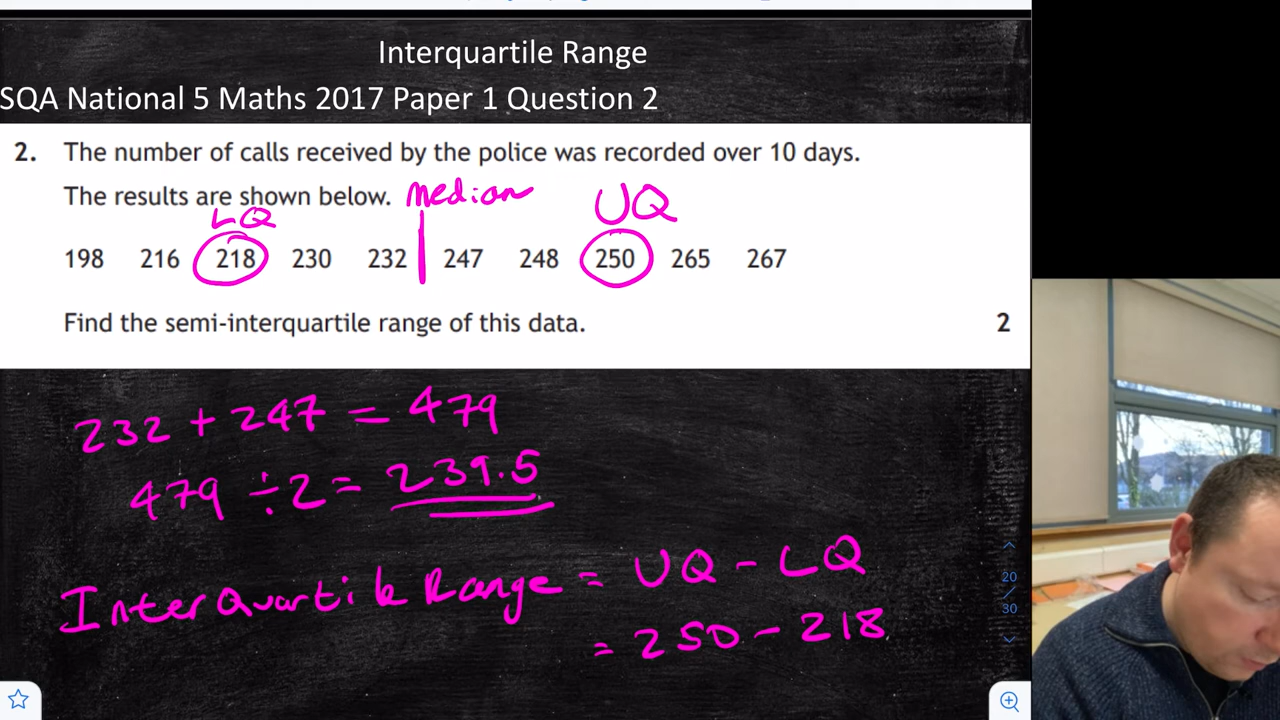 Interquartile Range
SQA National 5 Maths 2017 Paper 1 Question 2
2. The number of calls received by the police was recorded over 10 days.
The results are shown below. median UQ
LQ
198 216 218 230 232 247 248 250 265 267
Find the semi-interquartile range of this data. 2
232 + 247 = 479
479 ÷ 2 = 239.5
InterQuartile Range = UQ - LQ
= 250 - 218
20
/
30